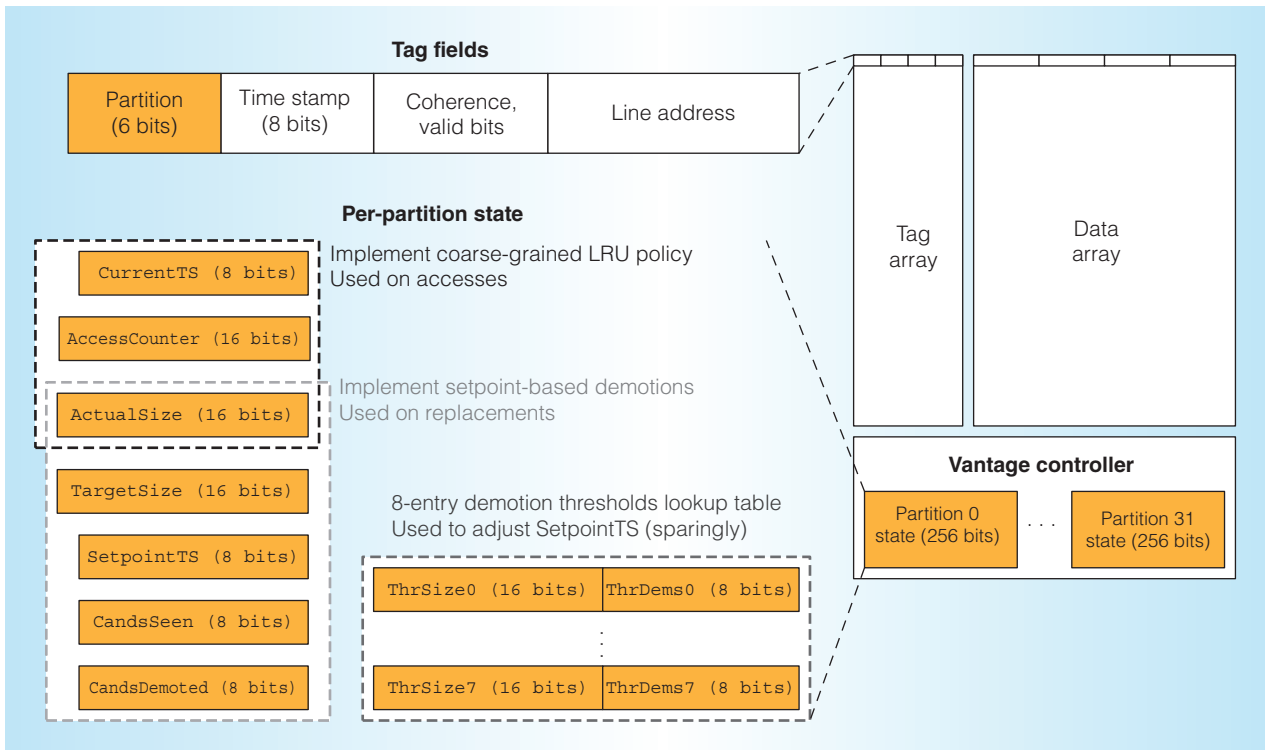 Tag fields
Partition
(6 bits)
Time stamp
(8 bits)
Coherence,
valid bits
Line address
Per-partition state
CurrentTS (8 bits)
AccessCounter (16 bits)
ActualSize (16 bits)
TargetSize (16 bits)
SetpointTS (8 bits)
CandsSeen (8 bits)
CandsDemoted (8 bits)
Implement coarse-grained LRU policy
Used on accesses
Implement setpoint-based demotions
Used on replacements
8-entry demotion thresholds lookup table
Used to adjust SetpointTS (sparingly)
ThrSize0 (16 bits)
ThrDems0 (8 bits)
...
ThrSize7 (16 bits)
ThrDems7 (8 bits)
Tag
array
Data
array
Vantage controller
Partition 0
state (256 bits)
...
Partition 31
state (256 bits)